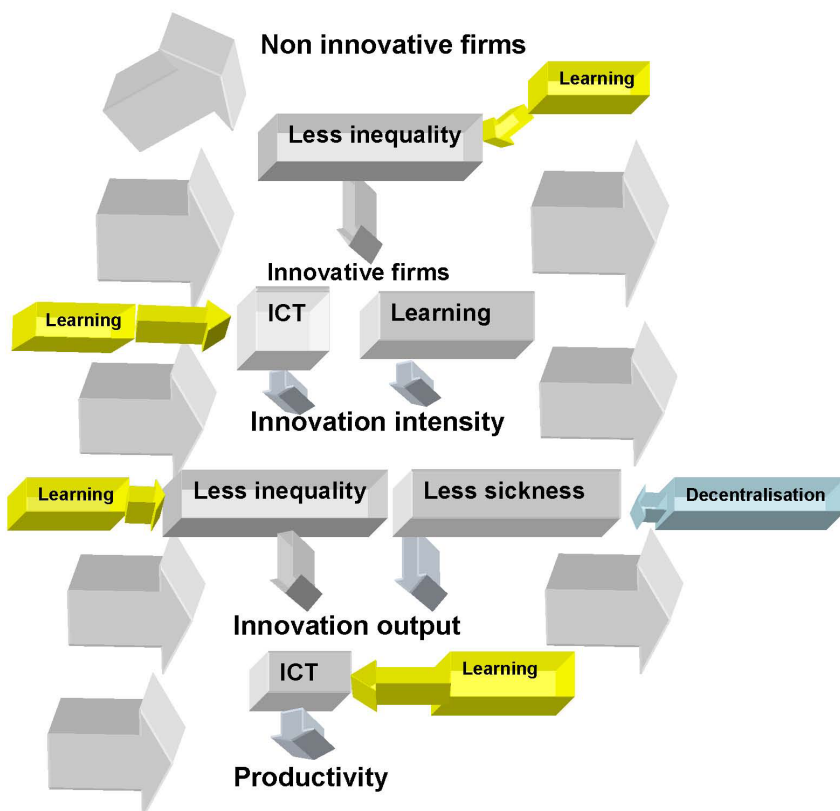 Non innovative firms
Learning
Less inequality
Innovative firms
ICT
Learning
Learning
Innovation intensity
Learning
Less inequality
Less sickness
Decentralisation
Innovation output
ICT
Learning
Productivity